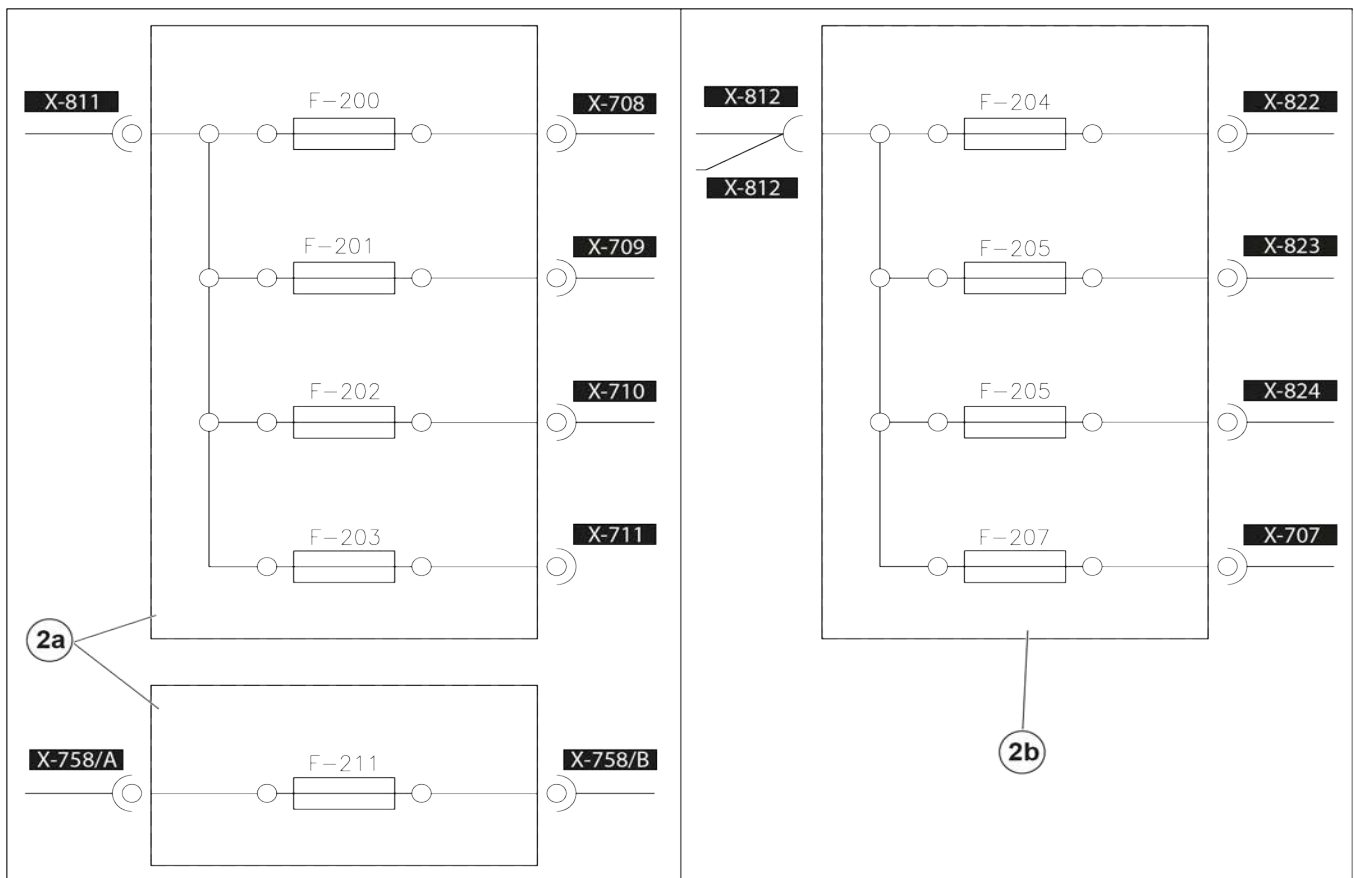 X-811
F-200
X-708
F-201
X-709
F-202
X-710
F-203
X-711
2a
X-758/A
F-211
X-758/B
X-812
X-812
F-204
X-822
F-205
X-823
F-205
X-824
F-207
X-707
2b